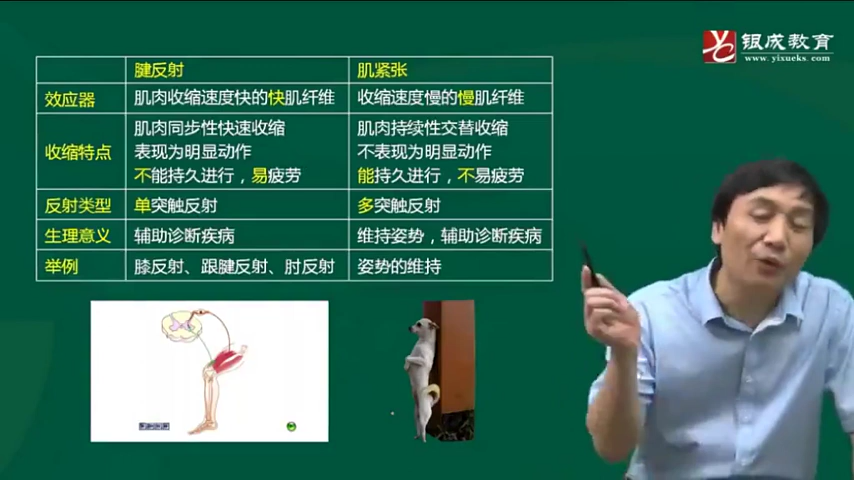 银成教育
www.yixueks.com
腱反射 肌紧张
效应器 肌肉收缩速度快的快肌纤维 收缩速度慢的慢肌纤维
收缩特点
肌肉同步性快速收缩
表现为明显动作
不能持久进行，易疲劳
肌肉持续性交替收缩
不表现为明显动作
能持久进行，不易疲劳
反射类型 单突触反射 多突触反射
生理意义 辅助诊断疾病 维持姿势，辅助诊断疾病
举例 膝反射、跟腱反射、肘反射 姿势的维持